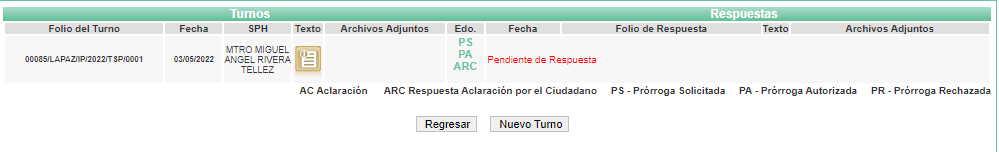 Turnos Respuestas
Folio del Turno Fecha SPH Texto Archivos Adjuntos Edo. Fecha Folio de Respuesta Texto Archivos Adjuntos
00085/LAPAZ/IP/2022/TSP/0001 03/05/2022 MTRO MIGUEL ANGEL RIVERA TELLEZ PS PA ARC Pendiente de Respuesta
AC Aclaración ARC Respuesta Aclaración por el Ciudadano PS - Prórroga Solicitada PA - Prórroga Autorizada PR - Prórroga Rechazada
Regresar Nuevo Turno